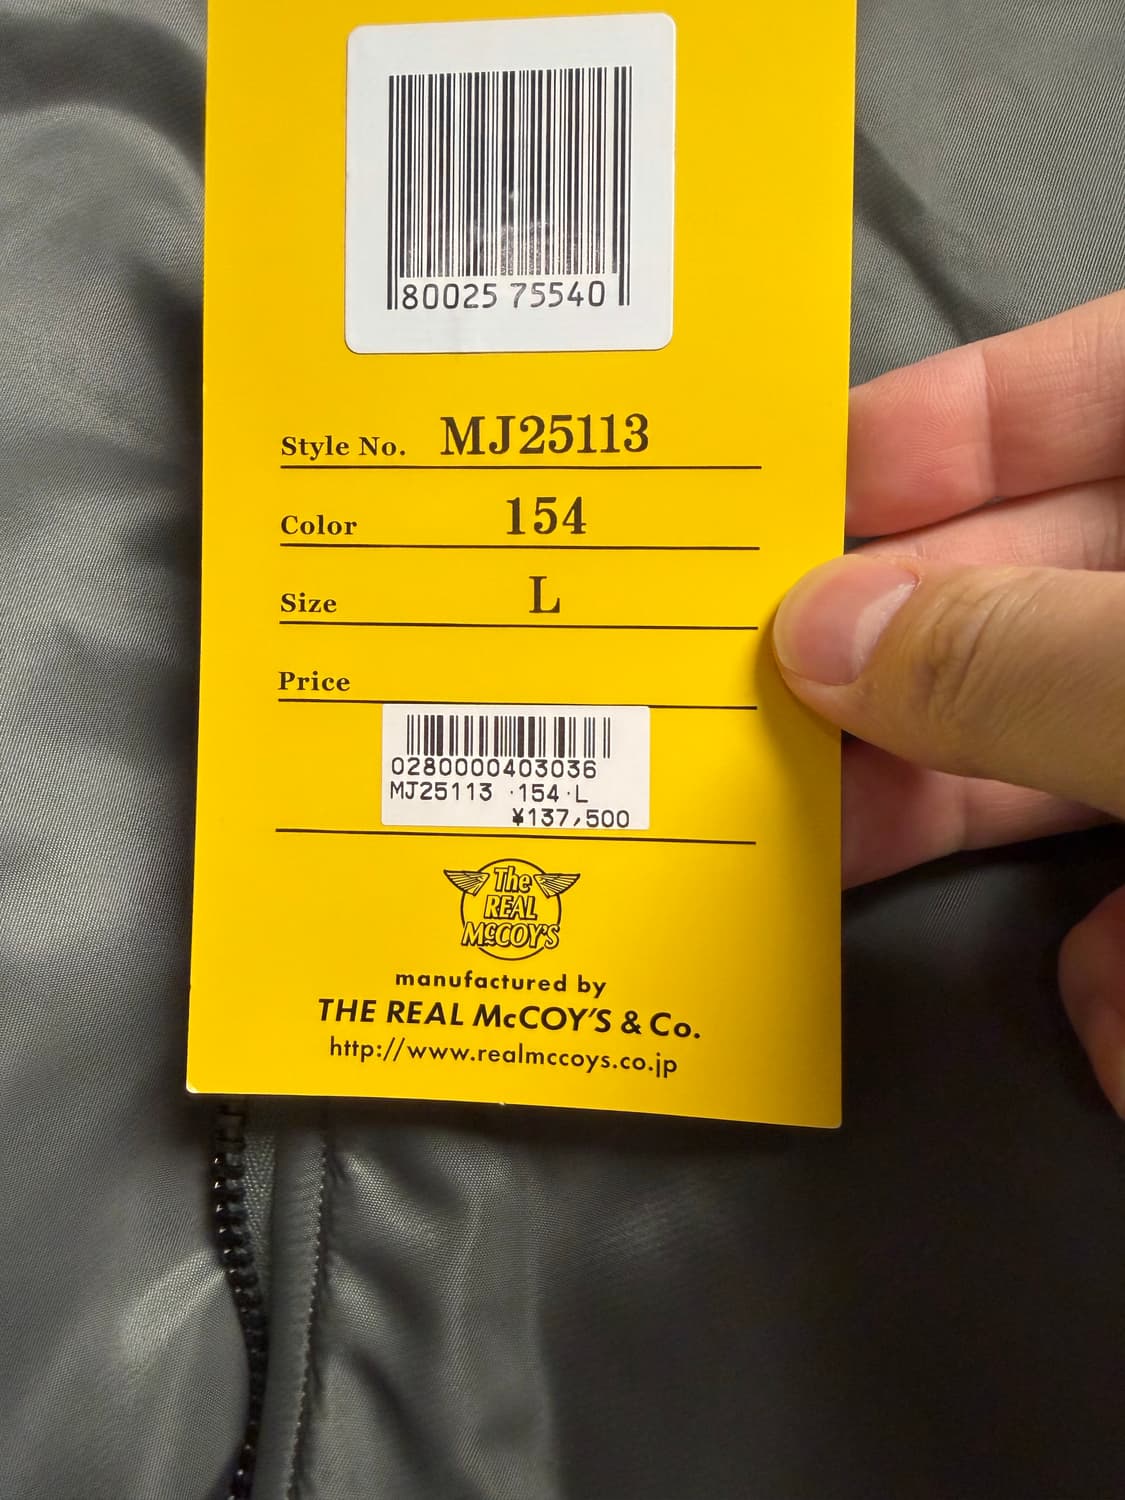 80025 75540
Style No. MJ25113
Color 154
Size L
Price
0280000403036
MJ25113 ·154·L
¥137,500
The
REAL
McCOY'S
manufactured by
THE REAL McCOY'S & Co.
http://www.realmccoys.co.jp